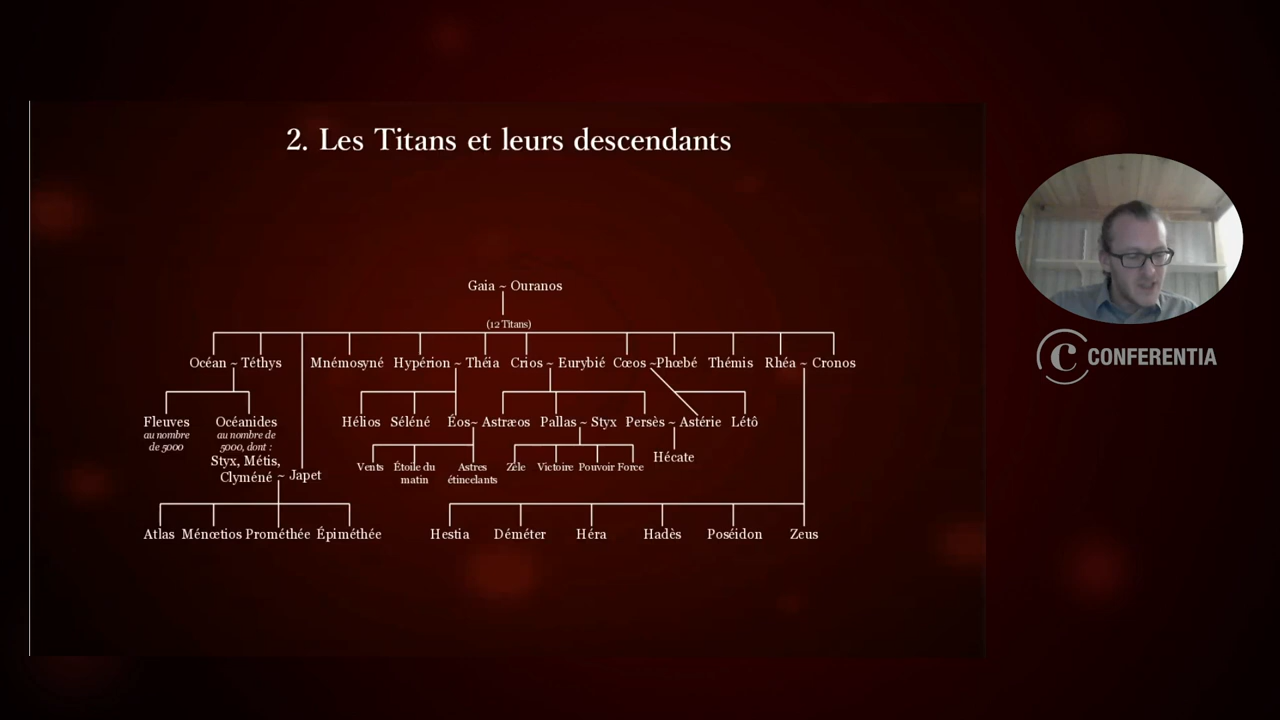 2. Les Titans et leurs descendants
Gaia ~ Ouranos
(12 Titans)
Océan ~ Téthys Mnémosyné Hypérion ~ Théia Crios ~ Eurybié Cœos ~Phœbé Thémis Rhéa ~ Cronos
Fleuves
au nombre
de 5000
Océanides
au nombre de
5000, dont :
Styx, Métis,
Clyméné ~ Japet
Hélios Séléné Éos~ Astræos Pallas ~ Styx Persès ~ Astérie Létô
Vents
Étoile du
matin
Astres
étincelants
Zèle Victoire Pouvoir Force
Hécate
Atlas Ménœtios Prométhée Épiméthée
Hestia Déméter Héra Hadès Poséidon Zeus
C CONFERENTIA